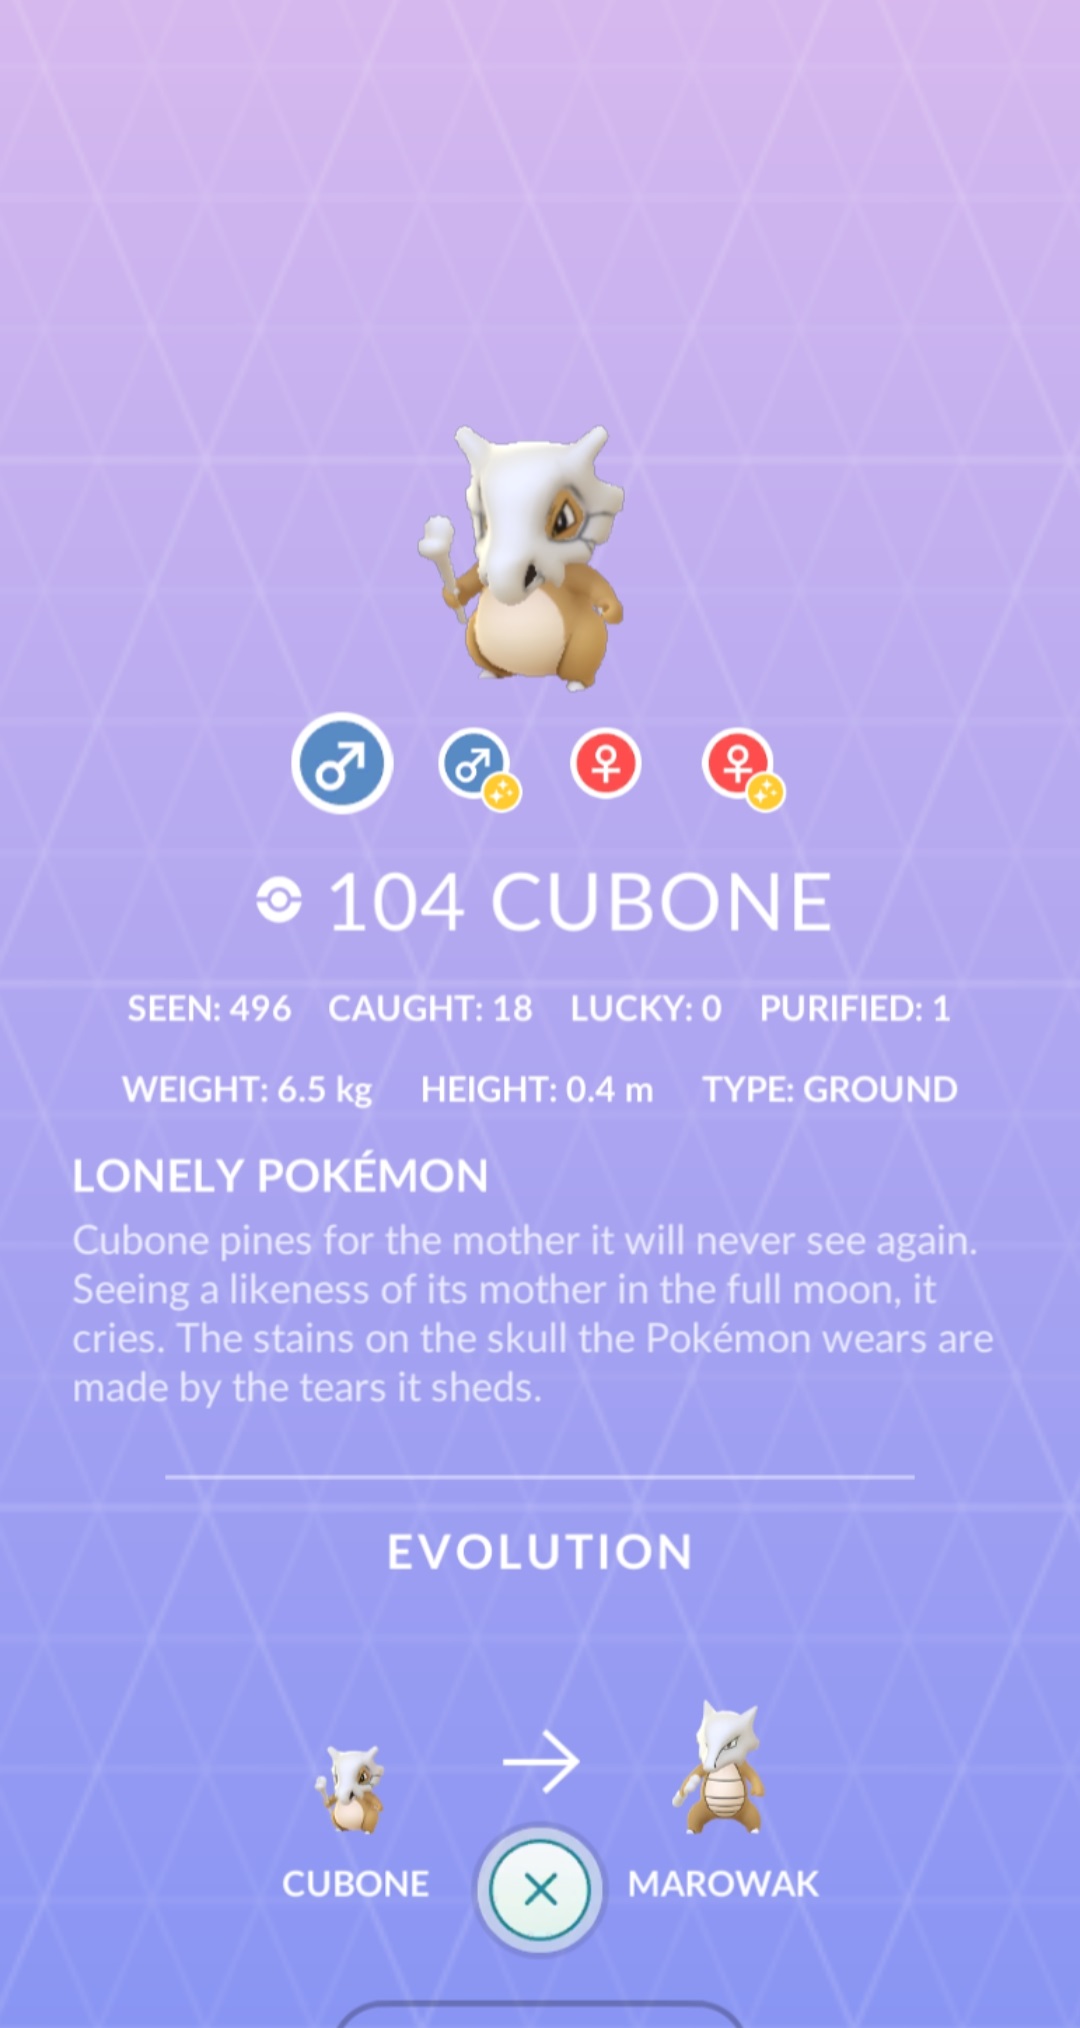 104 CUBONE
SEEN: 496 CAUGHT: 18 LUCKY: 0 PURIFIED: 1
WEIGHT: 6.5 kg HEIGHT: 0.4 m TYPE: GROUND
LONELY POKÉMON
Cubone pines for the mother it will never see again.
Seeing a likeness of its mother in the full moon, it
cries. The stains on the skull the Pokémon wears are
made by the tears it sheds.
EVOLUTION
CUBONE MAROWAK